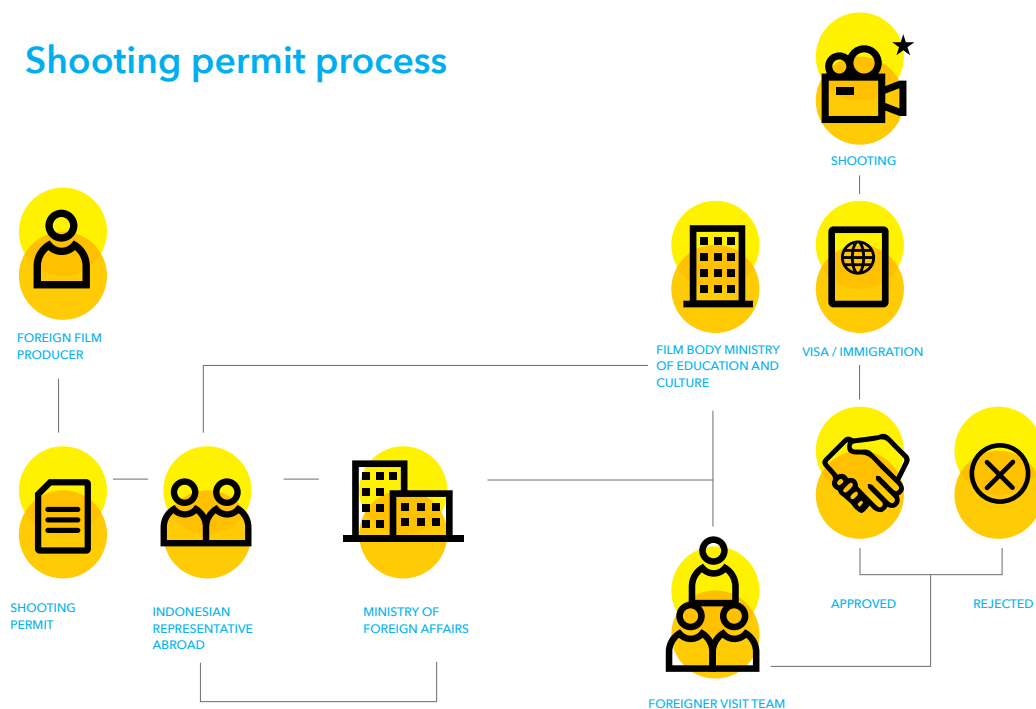 Shooting permit process
SHOOTING
FOREIGN FILM
PRODUCER
FILM BODY MINISTRY
OF EDUCATION AND
CULTURE
VISA / IMMIGRATION
SHOOTING
PERMIT
INDONESIAN
REPRESENTATIVE
ABROAD
MINISTRY OF
FOREIGN AFFAIRS
APPROVED
REJECTED
FOREIGNER VISIT TEAM